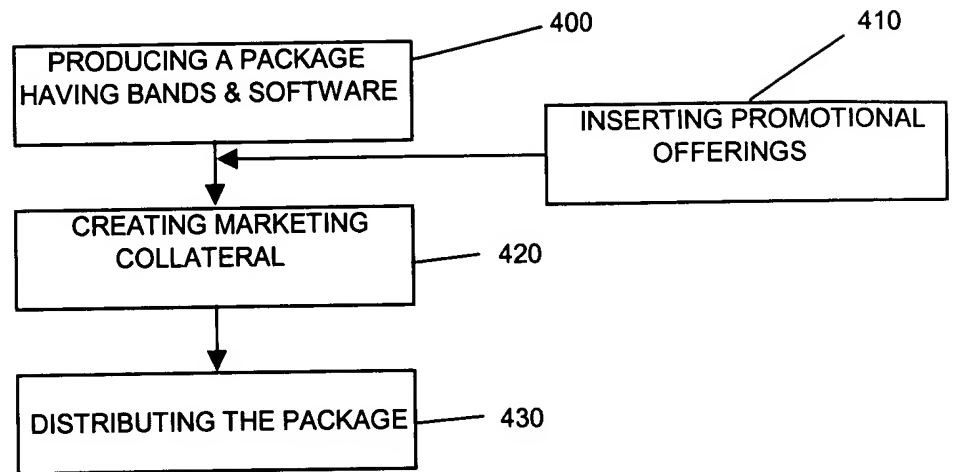 400
PRODUCING A PACKAGE
HAVING BANDS & SOFTWARE
410
INSERTING PROMOTIONAL
OFFERINGS
CREATING MARKETING
COLLATERAL
420
DISTRIBUTING THE PACKAGE
430